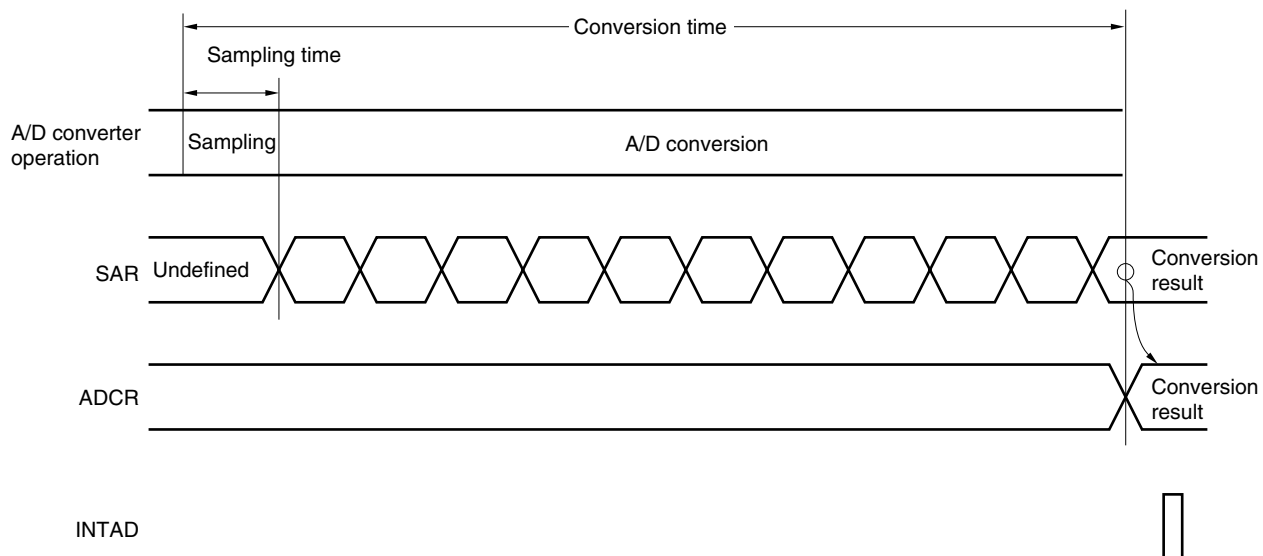 Conversion time
Sampling time
A/D converter
operation
Sampling
A/D conversion
SAR
Undefined
Conversion
result
ADCR
Conversion
result
INTAD